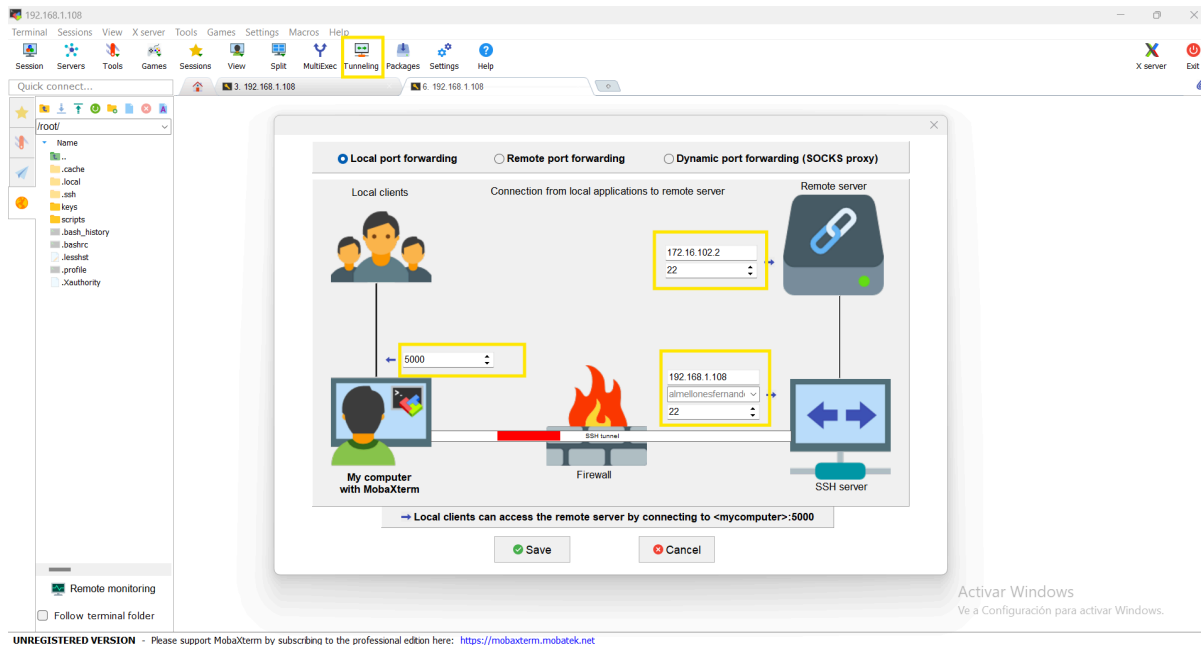 192.168.1.108
Terminal Sessions View X server Tools Games Settings Macros Help
Session Servers Tools Games Sessions View Split MultiExec Tunneling Packages Settings Help X server Exit
Quick connect... 3. 192.168.1.108 6. 192.168.1.108
/root/
Name
..
.cache
.local
.ssh
keys
scripts
.bash_history
.bashrc
.lesshst
.profile
.Xauthority
Remote monitoring
Follow terminal folder
Local port forwarding Remote port forwarding Dynamic port forwarding (SOCKS proxy)
Local clients Connection from local applications to remote server Remote server
172.16.102.2
22
5000
192.168.1.108
almellonesfernand
22
SSH tunnel
Firewall
My computer
with MobaXterm
SSH server
Local clients can access the remote server by connecting to <mycomputer>:5000
Save Cancel
Activar Windows
Ve a Configuración para activar Windows.
UNREGISTERED VERSION - Please support MobaXterm by subscribing to the professional edition here: https://mobaxterm.mobatek.net